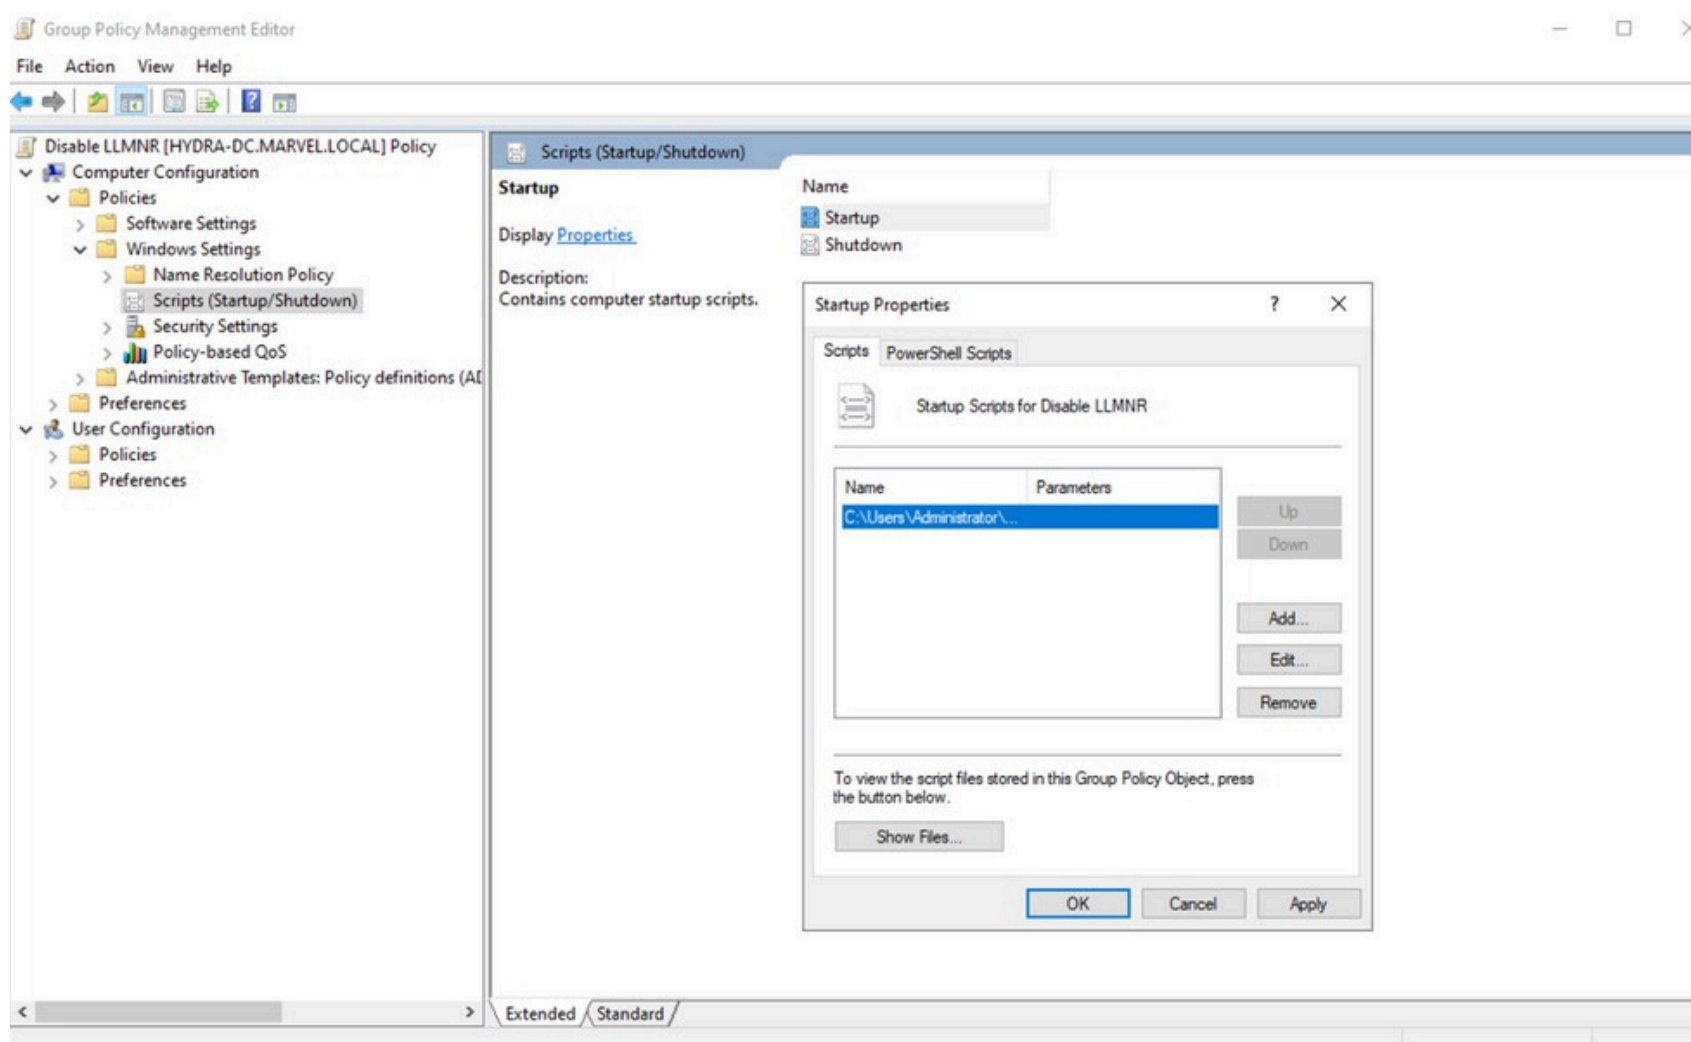 Group Policy Management Editor
File Action View Help
Disable LLMNR [HYDRA-DC.MARVEL.LOCAL] Policy
Computer Configuration
Policies
Software Settings
Windows Settings
Name Resolution Policy
Scripts (Startup/Shutdown)
Security Settings
Policy-based QoS
Administrative Templates: Policy definitions (AD
Preferences
User Configuration
Policies
Preferences
Scripts (Startup/Shutdown)
Startup
Display Properties
Description:
Contains computer startup scripts.
Name
Startup
Shutdown
Startup Properties
?
Scripts PowerShell Scripts
Startup Scripts for Disable LLMNR
Name Parameters
C:\Users\Administrator\...
Up
Down
Add...
Edit...
Remove
To view the script files stored in this Group Policy Object, press
the button below.
Show Files...
OK Cancel Apply
Extended Standard